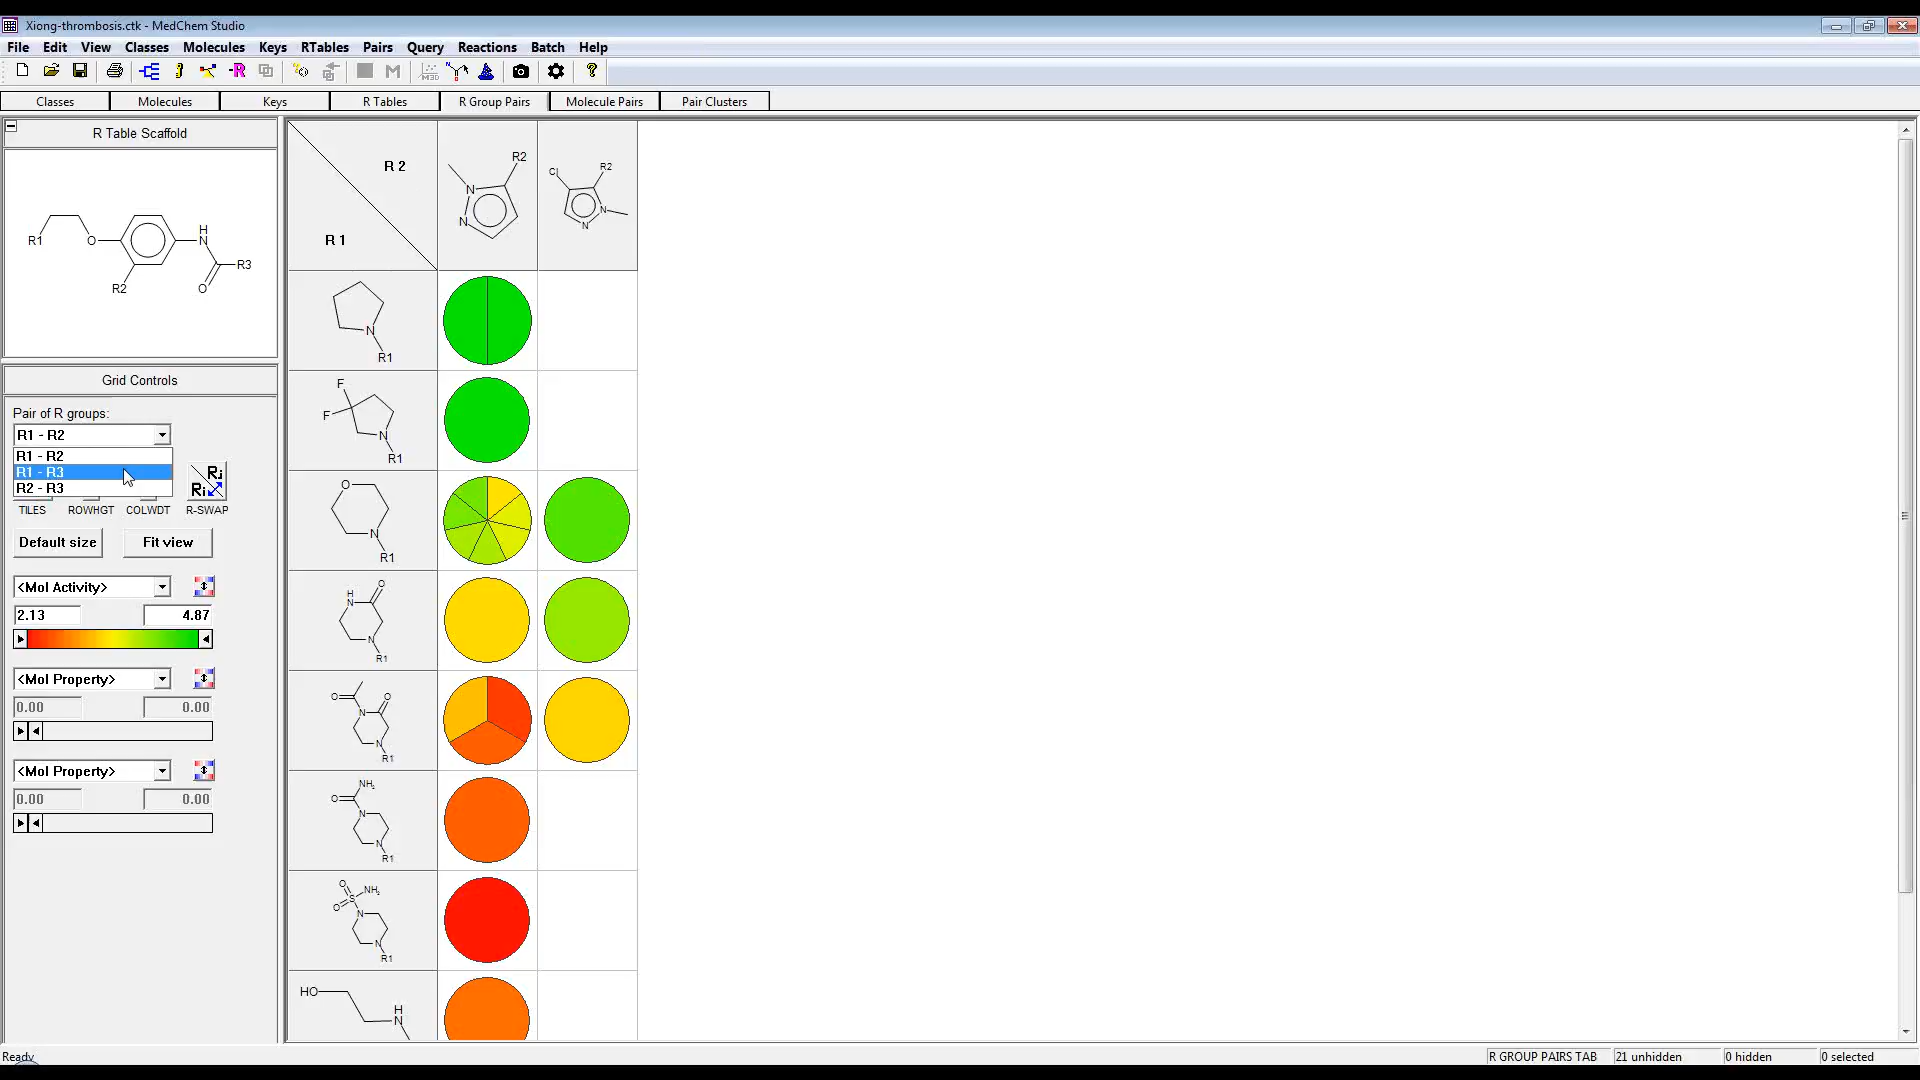 Xiong-thrombosis.ctk - MedChem Studio
File Edit View Classes Molecules Keys RTables Pairs Query Reactions Batch Help
-R M M3D ?
Classes Molecules Keys R Tables R Group Pairs Molecule Pairs Pair Clusters
R Table Scaffold
R1 O R2 H N O R3
Grid Controls
Pair of R groups:
R1 - R2
R1 - R2
R1 - R3
R2 - R3
Rj
Ri
TILES ROWHGT COLWDT R-SWAP
Default size Fit view
<Mol Activity>
2.13 4.87
<Mol Property>
0.00 0.00
<Mol Property>
0.00 0.00
R 2
R 1
R2 N N
Cl R2 N N
N R1
F F N R1
O N R1
H N O N R1
O O N N R1
NH2 O N N R1
O NH2 S O N N R1
HO H N
Ready R GROUP PAIRS TAB 21 unhidden 0 hidden 0 selected